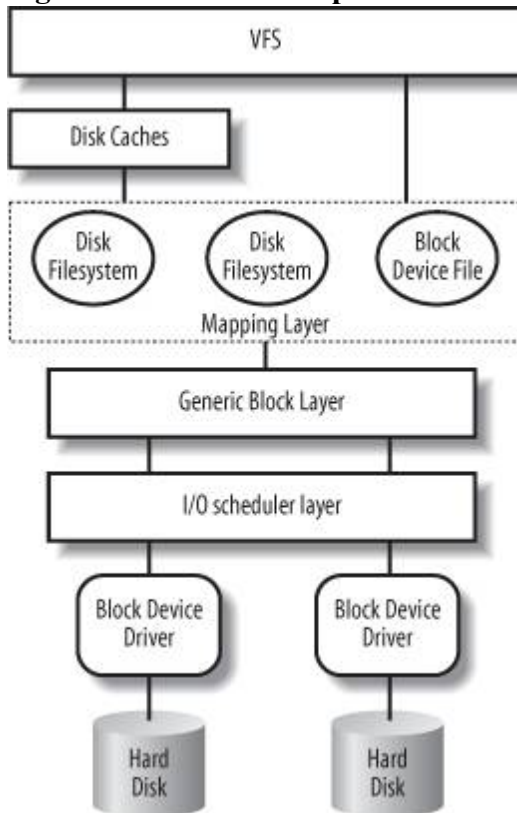 VFS
Disk Caches
Disk
Filesystem
Disk
Filesystem
Block
Device File
Mapping Layer
Generic Block Layer
I/O scheduler layer
Block Device
Driver
Block Device
Driver
Hard
Disk
Hard
Disk